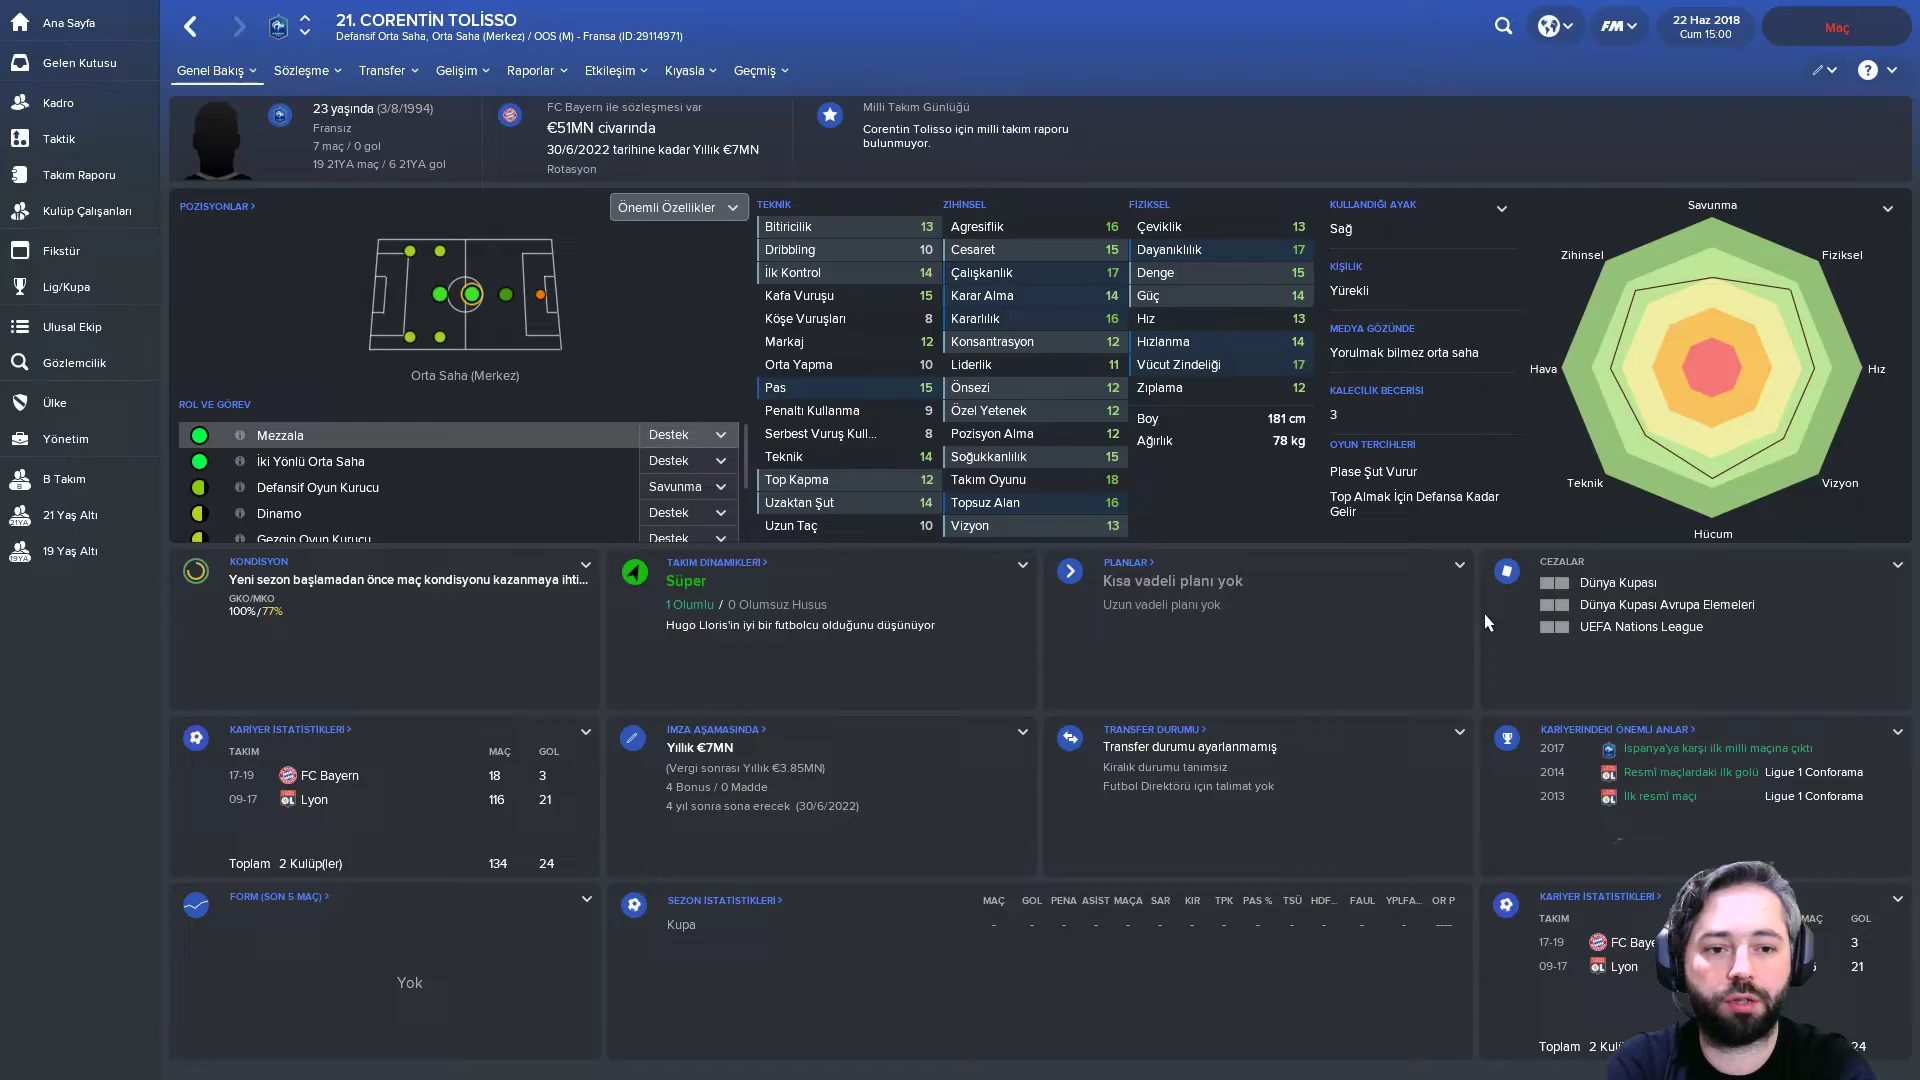 Ana Sayfa
Gelen Kutusu
Kadro
Taktik
Takım Raporu
Kulüp Çalışanları
Fikstür
Lig/Kupa
Ulusal Ekip
Gözlemcilik
Ülke
Yönetim
B Takım
21 Yaş Altı
19 Yaş Altı
21. CORENTİN TOLİSSO
Defansif Orta Saha, Orta Saha (Merkez) / OOS (M) - Fransa (ID:29114971)
FM
22 Haz 2018
Cum 15:00
Maç
Genel Bakış
Sözleşme
Transfer
Gelişim
Raporlar
Etkileşim
Kıyasla
Geçmiş
23 yaşında (3/8/1994)
Fransız
7 maç / 0 gol
19 21YA maç / 6 21YA gol
FC Bayern ile sözleşmesi var
€51MN civarında
30/6/2022 tarihine kadar Yıllık €7MN
Rotasyon
Milli Takım Günlüğü
Corentin Tolisso için milli takım raporu
bulunmuyor.
POZİSYONLAR >
Önemli Özellikler
Orta Saha (Merkez)
ROL VE GÖREV
Mezzala Destek
İki Yönlü Orta Saha Destek
Defansif Oyun Kurucu Savunma
Dinamo Destek
Gezgin Oyun Kurucu Destek
TEKNİK
Bitiricilik 13
Dribbling 10
İlk Kontrol 14
Kafa Vuruşu 15
Köşe Vuruşları 8
Markaj 12
Orta Yapma 10
Pas 15
Penaltı Kullanma 9
Serbest Vuruş Kull... 8
Teknik 14
Top Kapma 12
Uzaktan Şut 14
Uzun Taç 10
ZİHİNSEL
Agresiflik 16
Cesaret 15
Çalışkanlık 17
Karar Alma 14
Kararlılık 16
Konsantrasyon 12
Liderlik 11
Önsezi 12
Özel Yetenek 12
Pozisyon Alma 12
Soğukkanlılık 15
Takım Oyunu 18
Topsuz Alan 16
Vizyon 13
FİZİKSEL
Çeviklik 13
Dayanıklılık 17
Denge 15
Güç 14
Hız 13
Hızlanma 14
Vücut Zindeliği 17
Zıplama 12
Boy 181 cm
Ağırlık 78 kg
KULLANDIĞI AYAK
Sağ
KİŞİLİK
Yürekli
MEDYA GÖZÜNDE
Yorulmak bilmez orta saha
KALECİLİK BECERİSİ
3
OYUN TERCİHLERİ
Plase Şut Vurur
Top Almak İçin Defansa Kadar
Gelir
Savunma
Zihinsel
Fiziksel
Hava
Hız
Teknik
Vizyon
Hücum
KONDİSYON
Yeni sezon başlamadan önce maç kondisyonu kazanmaya ihti...
GKO/MKO
100%/77%
TAKIM DİNAMİKLERİ >
Süper
1 Olumlu / 0 Olumsuz Husus
Hugo Lloris'in iyi bir futbolcu olduğunu düşünüyor
PLANLAR >
Kısa vadeli planı yok
Uzun vadeli planı yok
CEZALAR
Dünya Kupası
Dünya Kupası Avrupa Elemeleri
UEFA Nations League
KARİYER İSTATİSTİKLERİ >
TAKIM MAÇ GOL
17-19 FC Bayern 18 3
09-17 Lyon 116 21
Toplam 2 Kulüp(ler) 134 24
İMZA AŞAMASINDA >
Yıllık €7MN
(Vergi sonrası Yıllık €3.85MN)
4 Bonus / 0 Madde
4 yıl sonra sona erecek (30/6/2022)
TRANSFER DURUMU >
Transfer durumu ayarlanmamış
Kiralık durumu tanımsız
Futbol Direktörü için talimat yok
KARİYERİNDEKİ ÖNEMLİ ANLAR >
2017 İspanya'ya karşı ilk milli maçına çıktı
2014 Resmî maçlardaki ilk golü Ligue 1 Conforama
2013 İlk resmî maçı Ligue 1 Conforama
FORM (SON 5 MAÇ) >
Yok
SEZON İSTATİSTİKLERİ >
MAÇ GOL PENA ASİST MAÇA SAR KIR TPK PAS % TSÜ HDF... FAUL YPLFA... OR P
Kupa - - - - - - - - - - - - - ----
KARİYER İSTATİSTİKLERİ >
TAKIM MAÇ GOL
17-19 FC Baye 3
09-17 Lyon 21
Toplam 2 Kulü 24